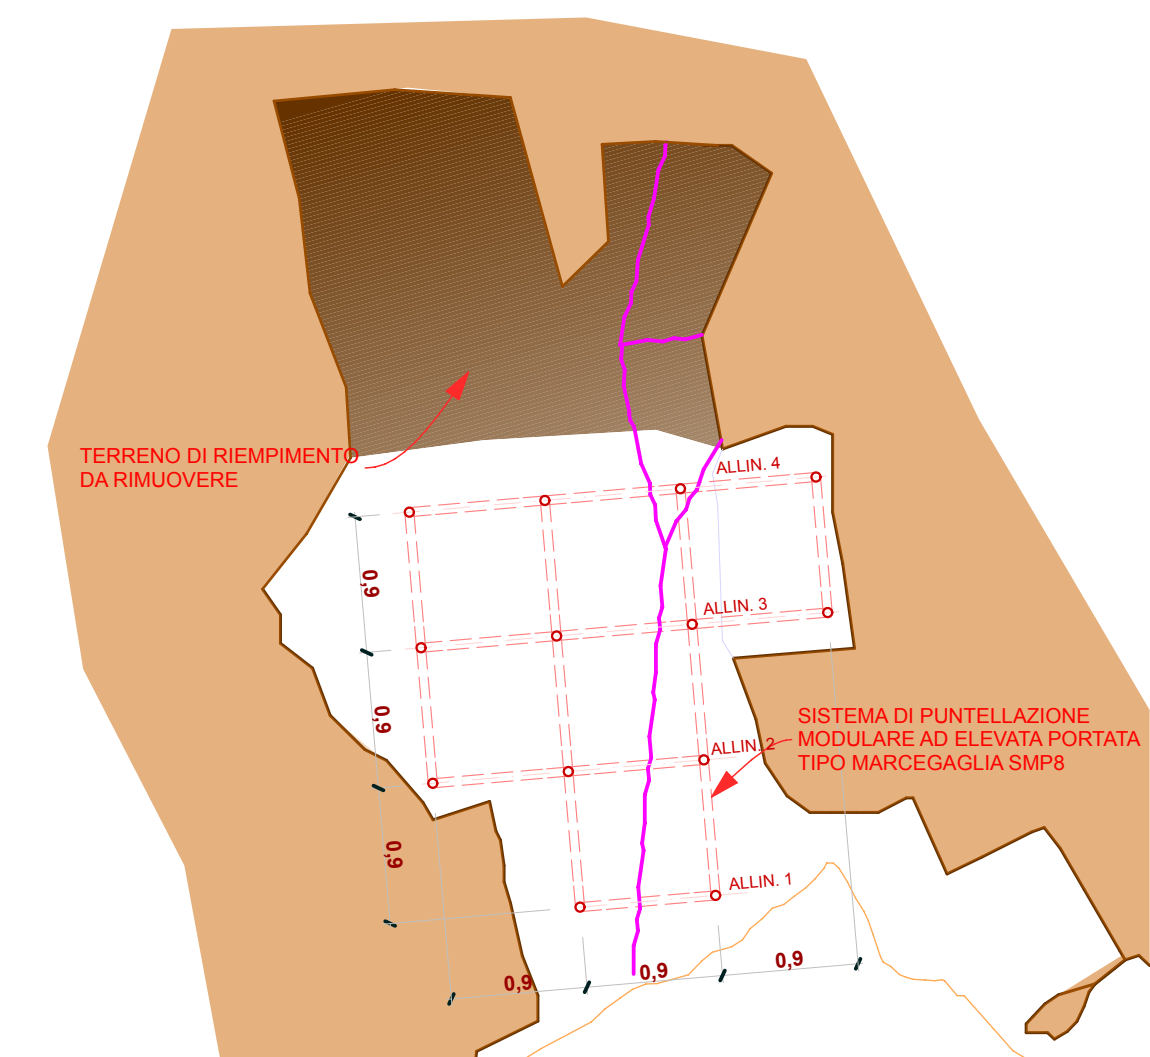 TERRENO DI RIEMPIMENTO
DA RIMUOVERE
ALLIN. 4
0,9
ALLIN. 3
0,9
SISTEMA DI PUNTELLAZIONE
MODULARE AD ELEVATA PORTATA
TIPO MARCEGAGLIA SMP8
ALLIN. 2
0,9
ALLIN. 1
0,9
0,9
0,9